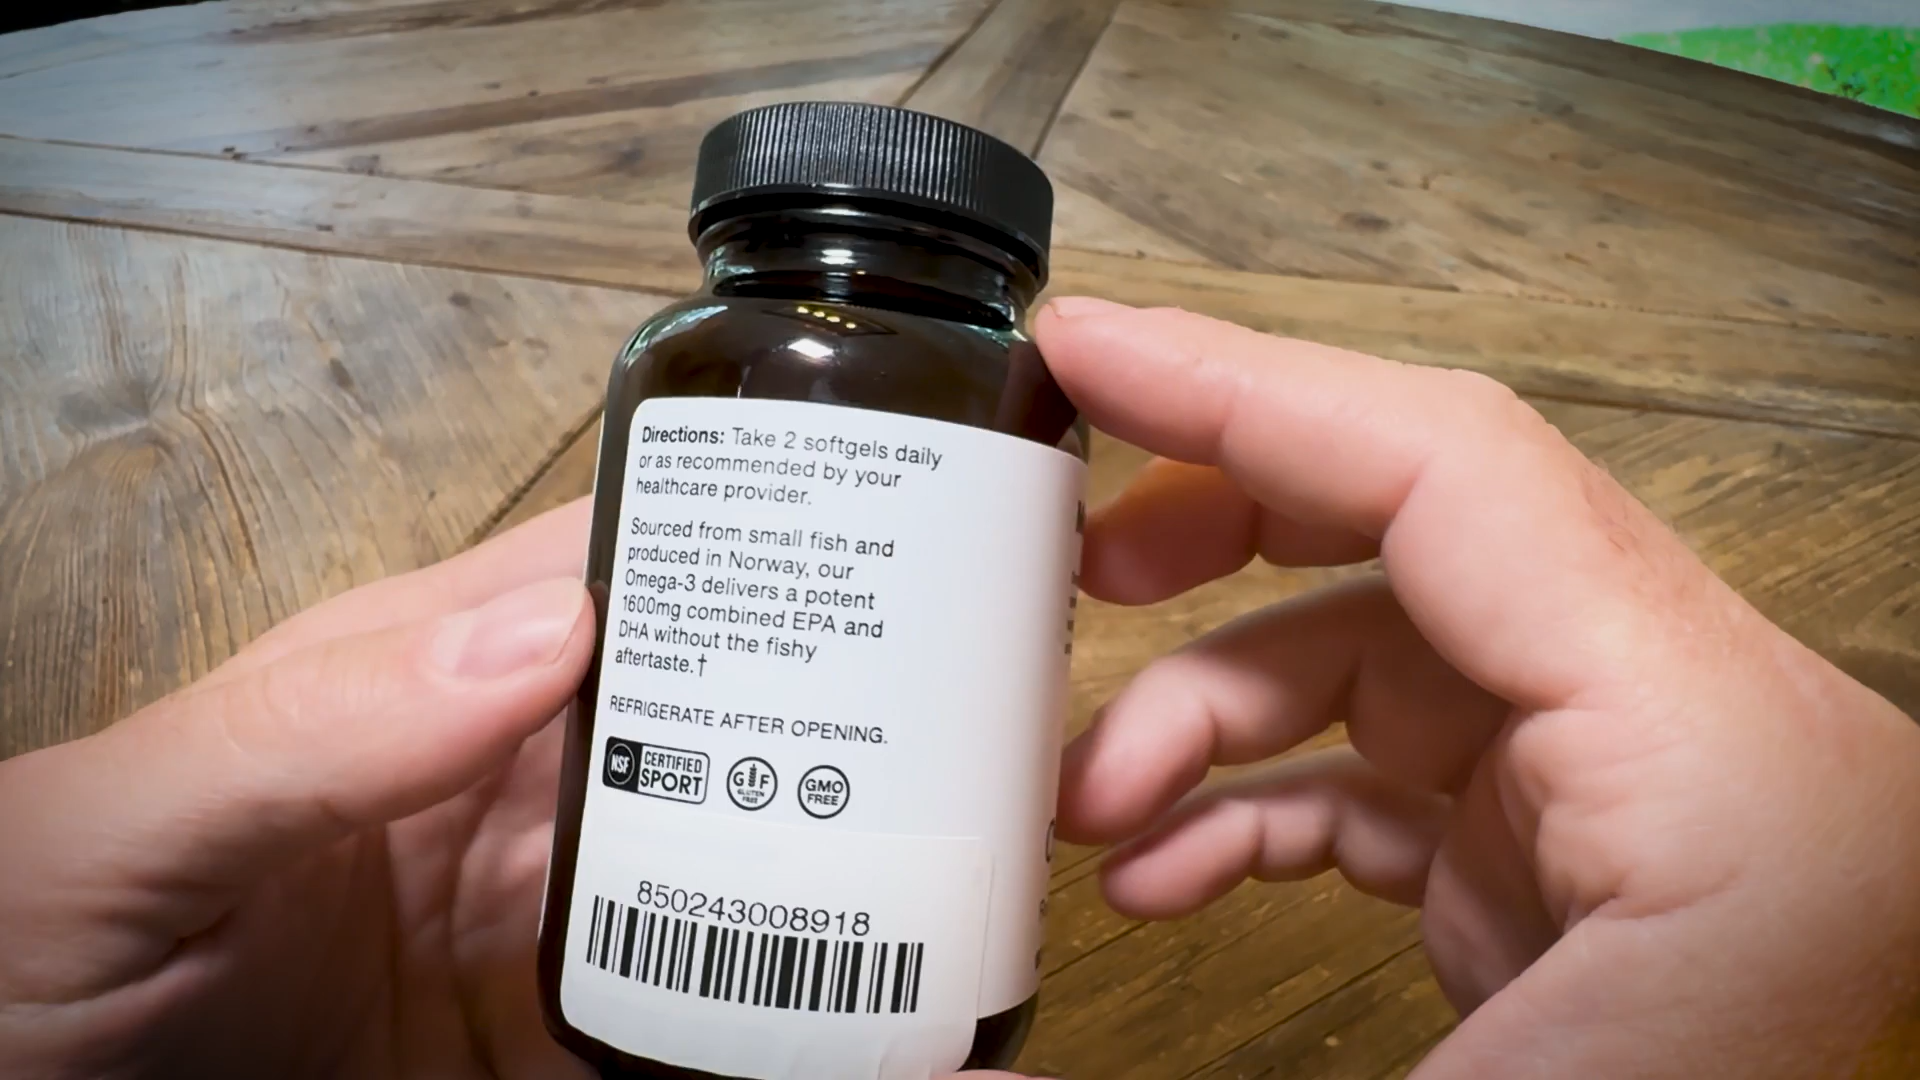 Directions: Take 2 softgels daily
or as recommended by your
healthcare provider.
Sourced from small fish and
produced in Norway, our
Omega-3 delivers a potent
1600mg combined EPA and
DHA without the fishy
aftertaste.†
REFRIGERATE AFTER OPENING.
NSF CERTIFIED SPORT
GF GLUTEN FREE
GMO FREE
850243008918